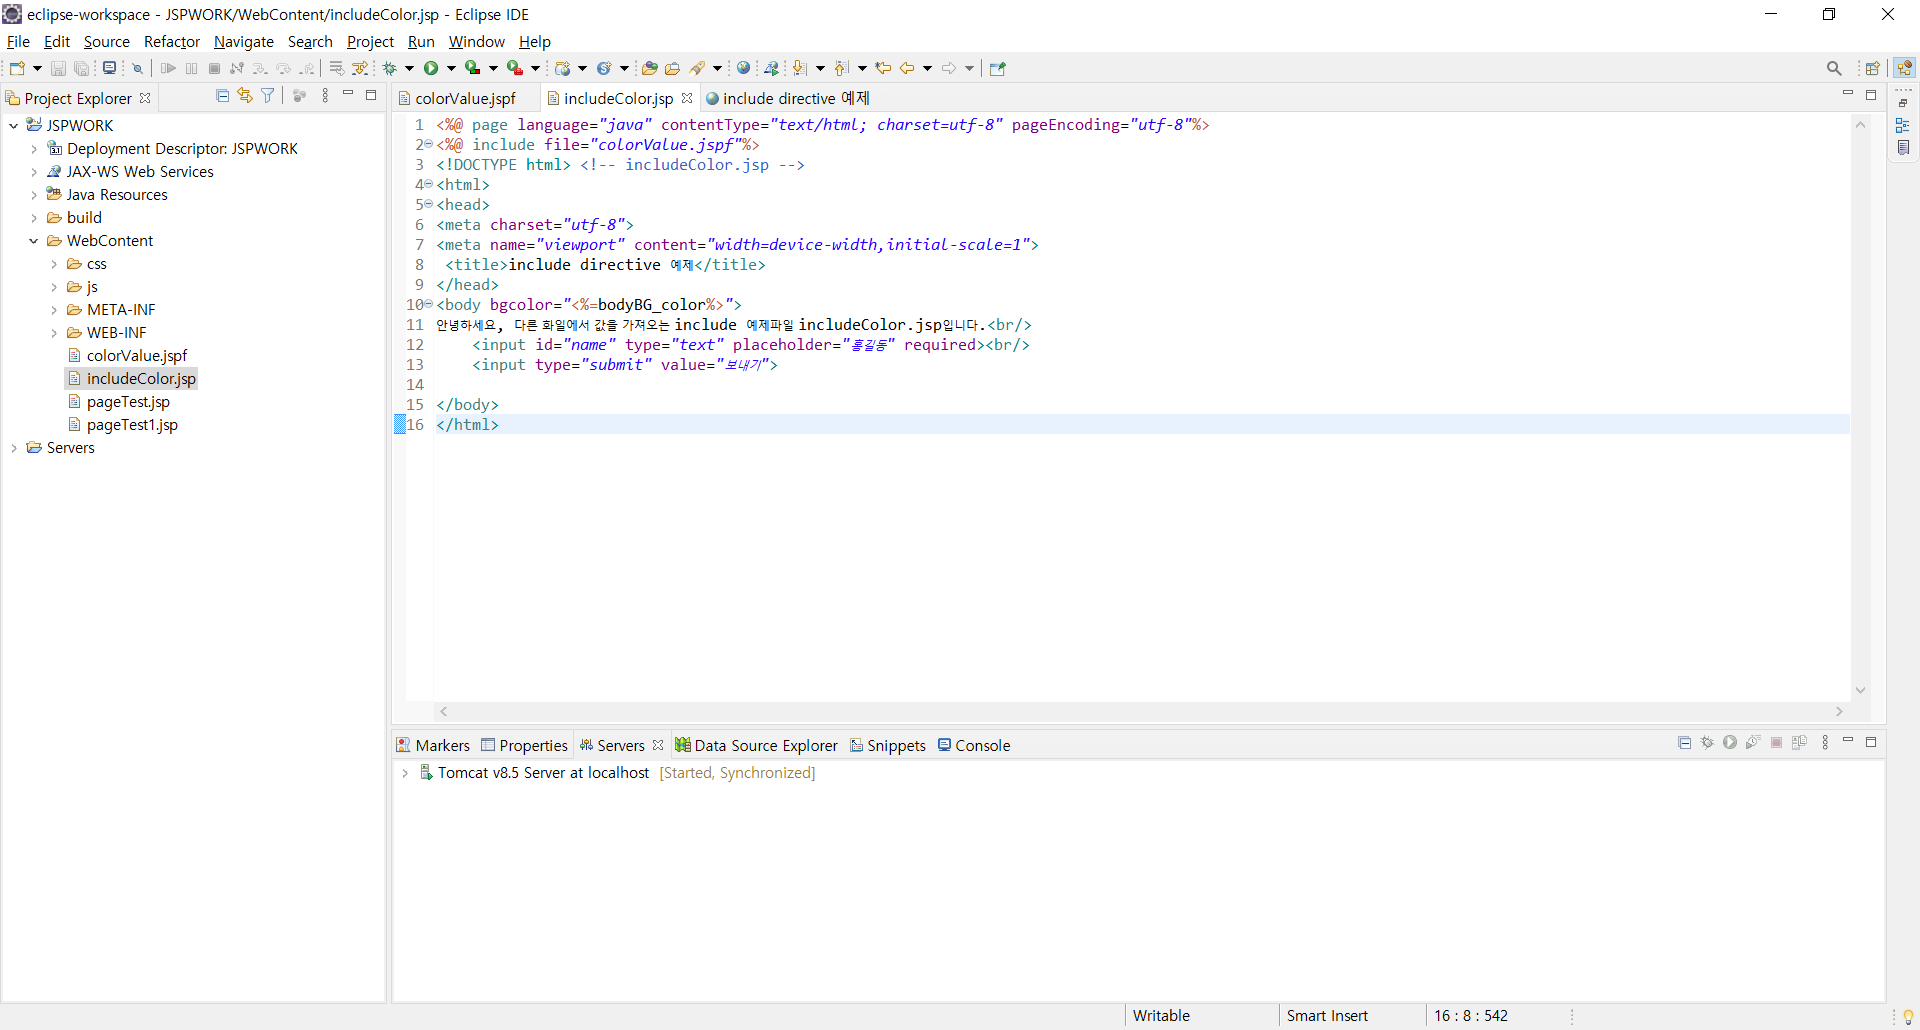 eclipse-workspace - JSPWORK/WebContent/includeColor.jsp - Eclipse IDE
File Edit Source Refactor Navigate Search Project Run Window Help
Project Explorer
JSPWORK
Deployment Descriptor: JSPWORK
JAX-WS Web Services
Java Resources
build
WebContent
css
js
META-INF
WEB-INF
colorValue.jspf
includeColor.jsp
pageTest.jsp
pageTest1.jsp
Servers
colorValue.jspf includeColor.jsp include directive 예제
1 <%@ page language="java" contentType="text/html; charset=utf-8" pageEncoding="utf-8"%>
2 <%@ include file="colorValue.jspf"%>
3 <!DOCTYPE html> <!-- includeColor.jsp -->
4 <html>
5 <head>
6 <meta charset="utf-8">
7 <meta name="viewport" content="width=device-width,initial-scale=1">
8 <title>include directive 예제</title>
9 </head>
10 <body bgcolor="<%=bodyBG_color%>">
11 안녕하세요, 다른 화일에서 값을 가져오는 include 예제파일 includeColor.jsp입니다.<br/>
12 <input id="name" type="text" placeholder="홍길동" required><br/>
13 <input type="submit" value="보내기">
14
15 </body>
16 </html>
Markers Properties Servers Data Source Explorer Snippets Console
Tomcat v8.5 Server at localhost [Started, Synchronized]
Writable Smart Insert 16 : 8 : 542